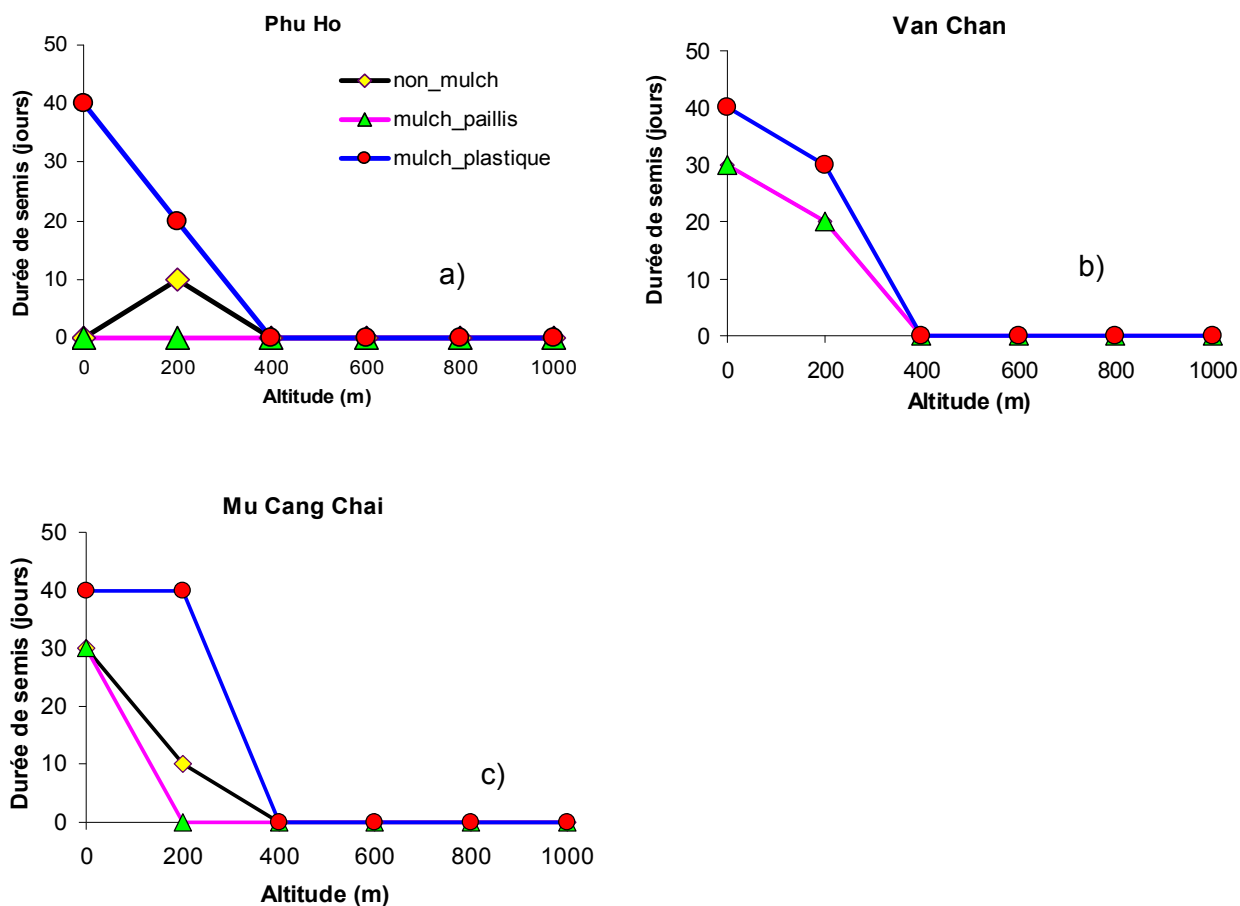 Phu Ho
Durée de semis (jours)
50
40
30
20
10
0
non_mulch
mulch_paillis
mulch_plastique
a)
0 200 400 600 800 1000
Altitude (m)
Van Chan
Durée de semis (jours)
50
40
30
20
10
0
b)
0 200 400 600 800 1000
Altitude (m)
Mu Cang Chai
Durée de semis (jours)
50
40
30
20
10
0
c)
0 200 400 600 800 1000
Altitude (m)